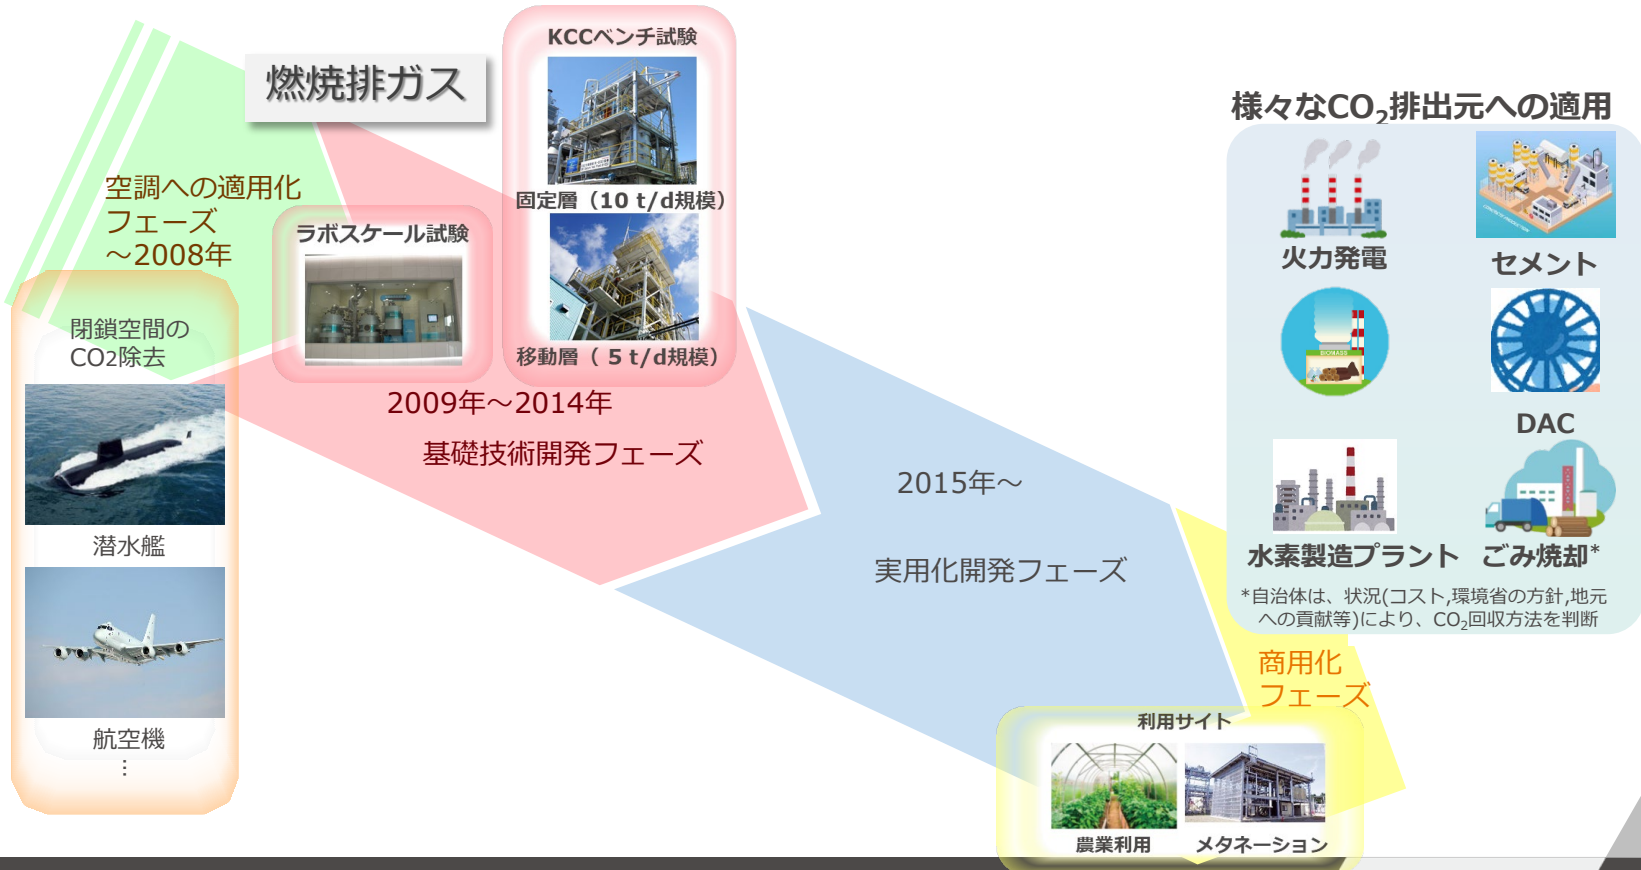 燃焼排ガス
KCCベンチ試験
固定層（10 t/d規模）
移動層（ 5 t/d規模）
空調への適用化
フェーズ
～2008年
ラボスケール試験
閉鎖空間の
CO2除去
潜水艦
航空機
…
2009年～2014年
基礎技術開発フェーズ
2015年～
実用化開発フェーズ
様々なCO2排出元への適用
火力発電
セメント
BIOMASS
DAC
水素製造プラント
ごみ焼却*
*自治体は、状況(コスト,環境省の方針,地元
への貢献等)により、CO2回収方法を判断
商用化
フェーズ
利用サイト
農業利用
メタネーション